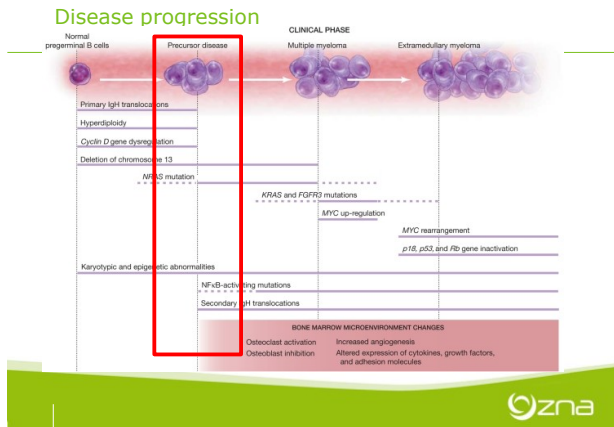 Disease progression
CLINICAL PHASE
Normal
pregerminal B cells
Precursor disease
Multiple myeloma
Extramedullary myeloma
Primary IgH translocations
Hyperdiploidy
Cyclin D gene dysregulation
Deletion of chromosome 13
NRAS mutation
KRAS and FGFR3 mutations
MYC up-regulation
MYC rearrangement
p18, p53, and Rb gene inactivation
Karyotypic and epigenetic abnormalities
NFκB-activating mutations
Secondary IgH translocations
BONE MARROW MICROENVIRONMENT CHANGES
Osteoclast activation Increased angiogenesis
Osteoblast inhibition Altered expression of cytokines, growth factors,
and adhesion molecules
zna